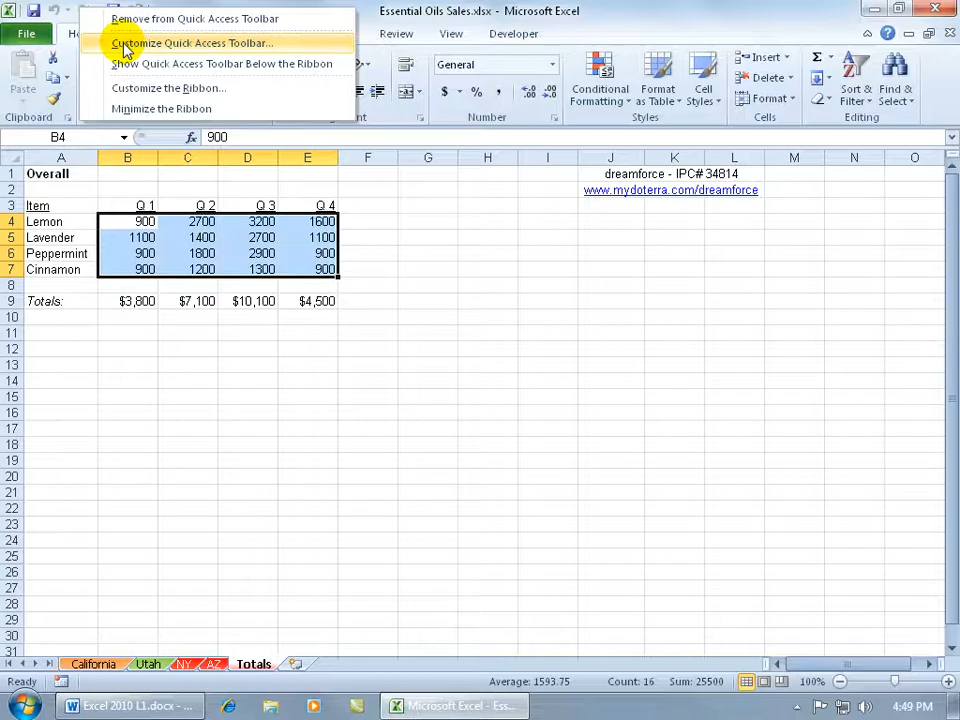 Essential Oils Sales.xlsx - Microsoft Excel
Remove from Quick Access Toolbar
Customize Quick Access Toolbar...
Show Quick Access Toolbar Below the Ribbon
Customize the Ribbon...
Minimize the Ribbon
File
Review View Developer
Paste
General
$ % ,
Conditional Formatting
Format as Table
Cell Styles
Insert
Delete
Format
Σ
Sort & Filter
Find & Select
Clipboard Number Styles Cells Editing
B4 fx 900
A B C D E F G H I J K L M N O
1 Overall dreamforce - IPC# 34814
2 www.mydoterra.com/dreamforce
3 Item Q 1 Q 2 Q 3 Q 4
4 Lemon 900 2700 3200 1600
5 Lavender 1100 1400 2700 1100
6 Peppermint 900 1800 2900 900
7 Cinnamon 900 1200 1300 900
8
9 Totals: $3,800 $7,100 $10,100 $4,500
10
11
12
13
14
15
16
17
18
19
20
21
22
23
24
25
26
27
28
29
30
31
California Utah NY AZ Totals
Ready Average: 1593.75 Count: 16 Sum: 25500 100%
Excel 2010 L1.docx - ... Microsoft Excel - Ess... 4:49 PM